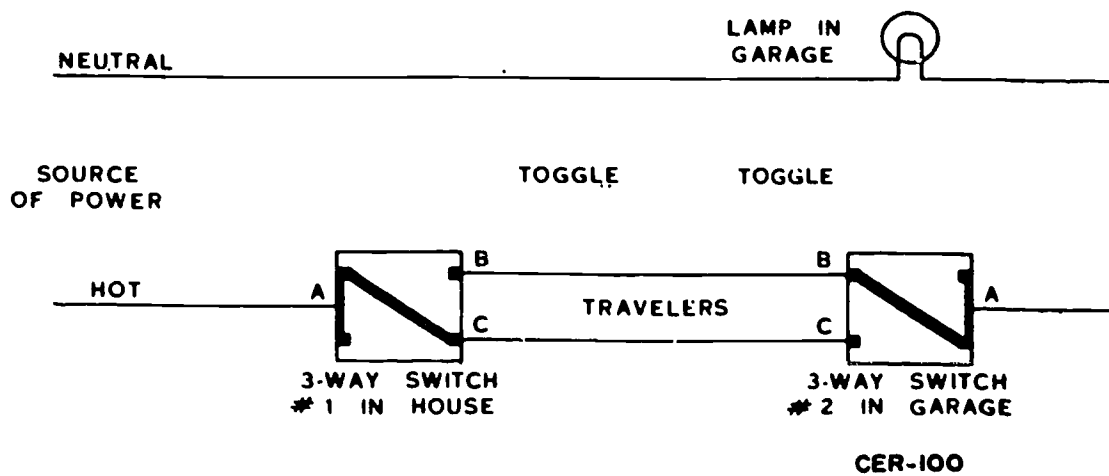 LAMP IN
GARAGE
NEUTRAL
SOURCE
OF POWER
TOGGLE
TOGGLE
HOT
A
B
C
TRAVELERS
B
C
A
3-WAY SWITCH
# 1 IN HOUSE
3-WAY SWITCH
# 2 IN GARAGE
CER-100